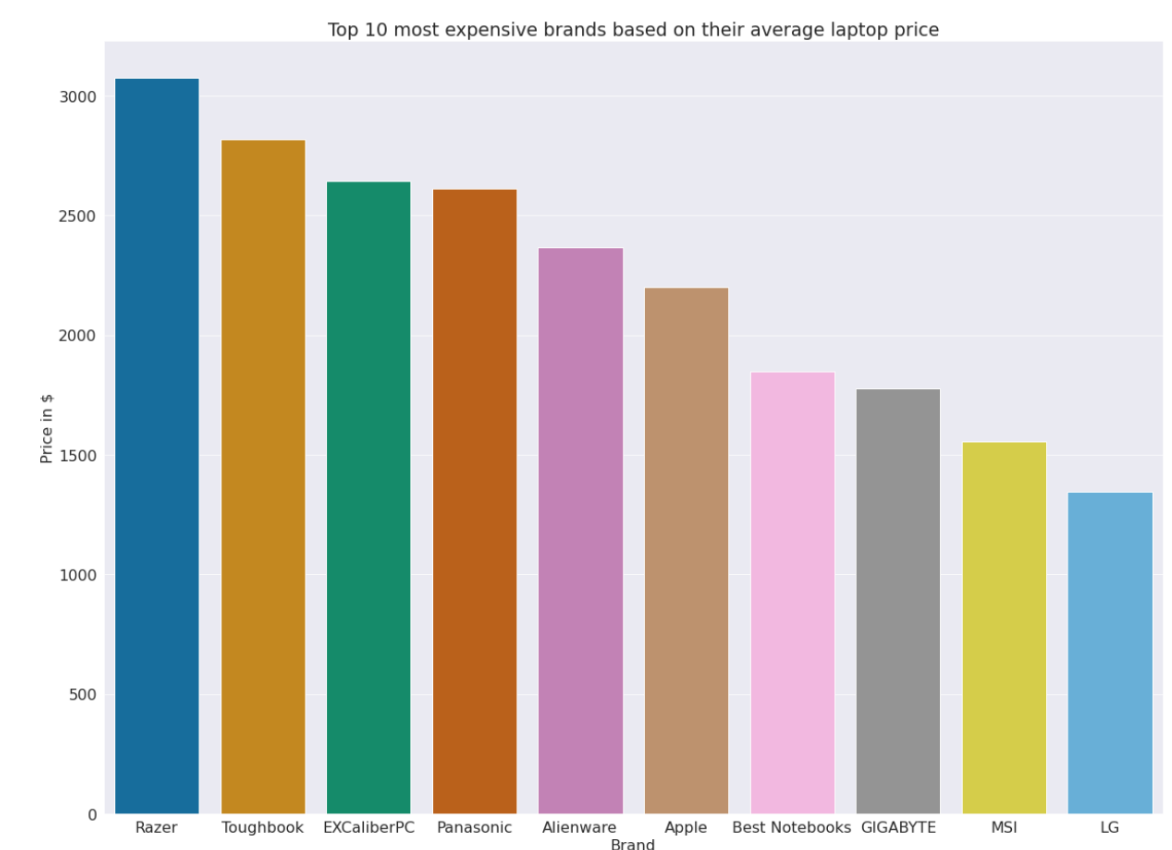 Top 10 most expensive brands based on their average laptop price
3000
2500
2000
1500
1000
500
0
Price in $
Razer Toughbook EXCaliberPC Panasonic Alienware Apple Best Notebooks GIGABYTE MSI LG
Brand